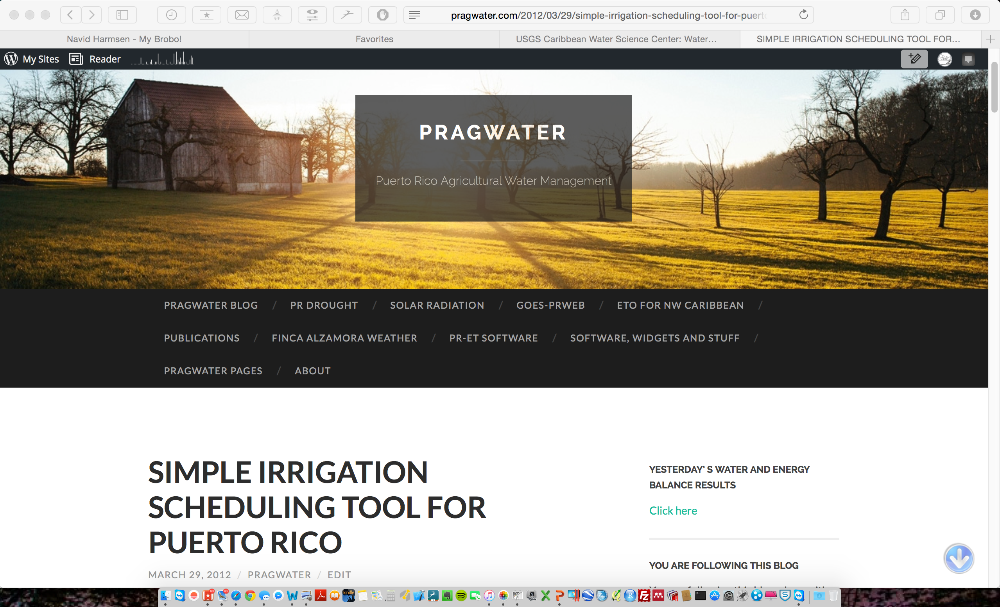 pragwater.com/2012/03/29/simple-irrigation-scheduling-tool-for-puerto
Navid Harmsen - My Brobo!
Favorites
USGS Caribbean Water Science Center: Water...
SIMPLE IRRIGATION SCHEDULING TOOL FOR...
My Sites
Reader
PRAGWATER
Puerto Rico Agricultural Water Management
PRAGWATER BLOG / PR DROUGHT / SOLAR RADIATION / GOES-PRWEB / ETO FOR NW CARIBBEAN /
PUBLICATIONS / FINCA ALZAMORA WEATHER / PR-ET SOFTWARE / SOFTWARE, WIDGETS AND STUFF /
PRAGWATER PAGES / ABOUT
SIMPLE IRRIGATION
SCHEDULING TOOL FOR
PUERTO RICO
MARCH 29, 2012 / PRAGWATER / EDIT
YESTERDAY' S WATER AND ENERGY
BALANCE RESULTS
Click here
YOU ARE FOLLOWING THIS BLOG
kindle